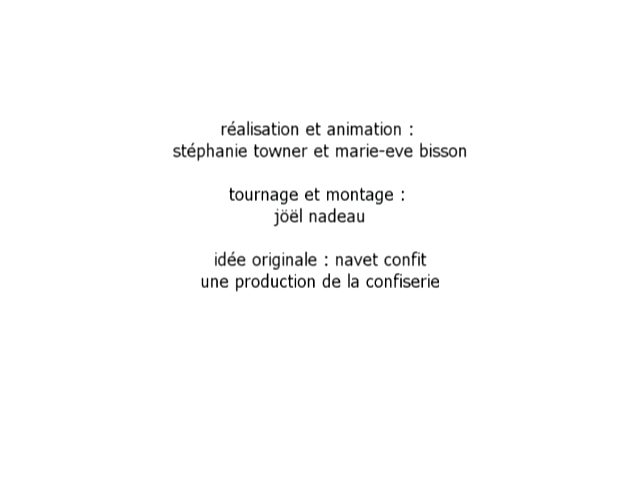 réalisation et animation :
stéphanie towner et marie-eve bisson
tournage et montage :
jöël nadeau
idée originale : navet confit
une production de la confiserie